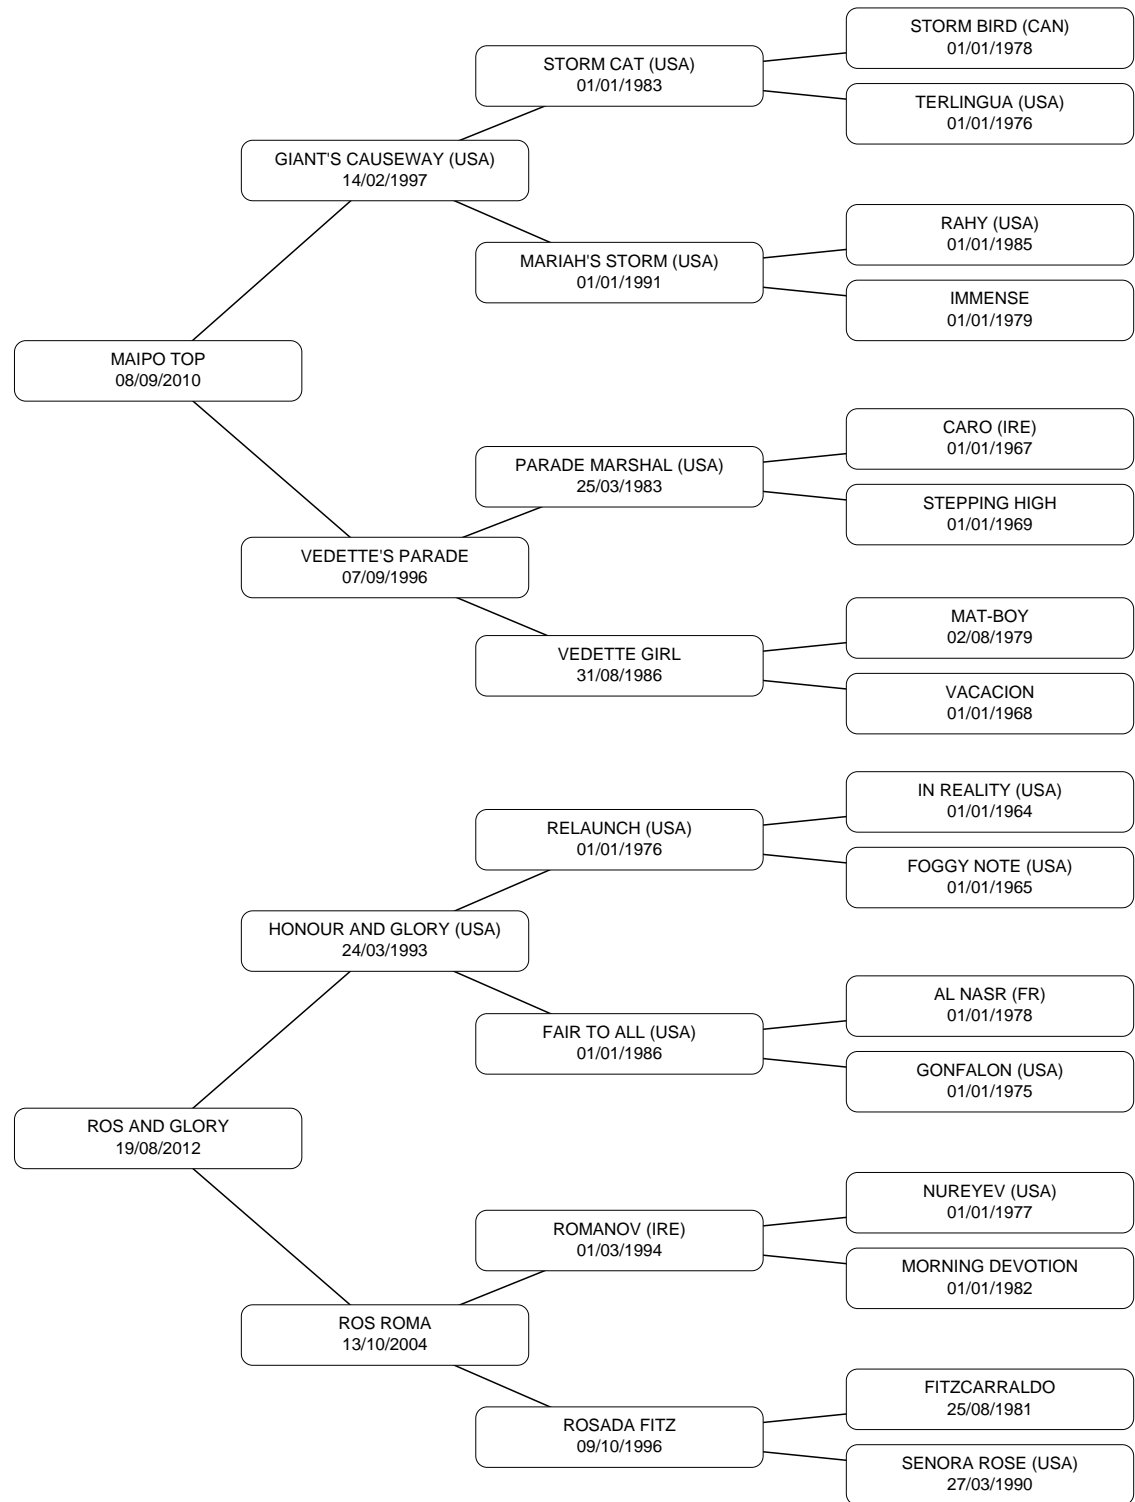 STORM BIRD (CAN)
01/01/1978
STORM CAT (USA)
01/01/1983
TERLINGUA (USA)
01/01/1976
GIANT'S CAUSEWAY (USA)
14/02/1997
RAHY (USA)
01/01/1985
MARIAH'S STORM (USA)
01/01/1991
IMMENSE
01/01/1979
MAIPO TOP
08/09/2010
CARO (IRE)
01/01/1967
PARADE MARSHAL (USA)
25/03/1983
STEPPING HIGH
01/01/1969
VEDETTE'S PARADE
07/09/1996
MAT-BOY
02/08/1979
VEDETTE GIRL
31/08/1986
VACACION
01/01/1968
IN REALITY (USA)
01/01/1964
RELAUNCH (USA)
01/01/1976
FOGGY NOTE (USA)
01/01/1965
HONOUR AND GLORY (USA)
24/03/1993
AL NASR (FR)
01/01/1978
FAIR TO ALL (USA)
01/01/1986
GONFALON (USA)
01/01/1975
ROS AND GLORY
19/08/2012
NUREYEV (USA)
01/01/1977
ROMANOV (IRE)
01/03/1994
MORNING DEVOTION
01/01/1982
ROS ROMA
13/10/2004
FITZCARRALDO
25/08/1981
ROSADA FITZ
09/10/1996
SENORA ROSE (USA)
27/03/1990